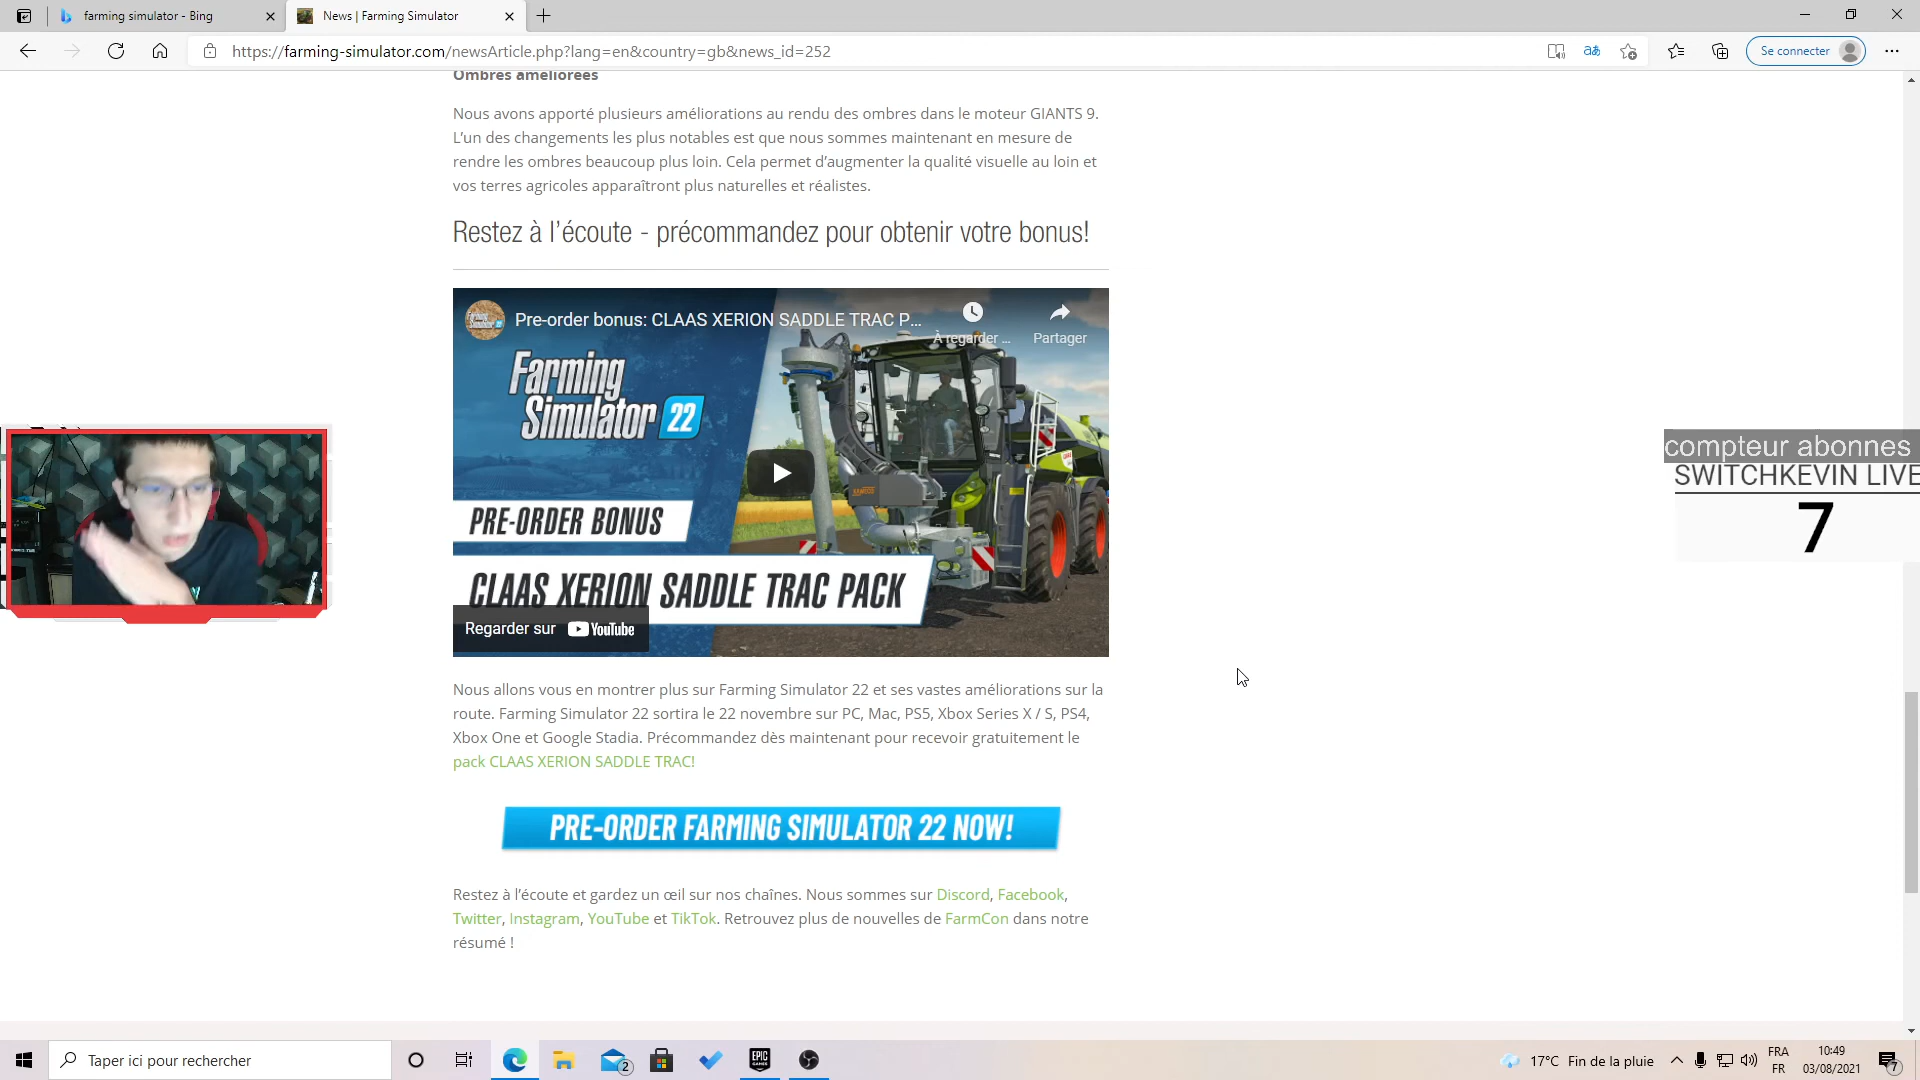 farming simulator - Bing
News | Farming Simulator
https://farming-simulator.com/newsArticle.php?lang=en&country=gb&news_id=252
aあ
Se connecter
Ombres améliorées
Nous avons apporté plusieurs améliorations au rendu des ombres dans le moteur GIANTS 9.
L’un des changements les plus notables est que nous sommes maintenant en mesure de
rendre les ombres beaucoup plus loin. Cela permet d’augmenter la qualité visuelle au loin et
vos terres agricoles apparaîtront plus naturelles et réalistes.
Restez à l’écoute - précommandez pour obtenir votre bonus!
Pre-order bonus: CLAAS XERION SADDLE TRAC P...
À regarder ...
Partager
Farming
Simulator 22
PRE-ORDER BONUS
CLAAS XERION SADDLE TRAC PACK
Regarder sur YouTube
compteur abonnes
SWITCHKEVIN LIVE
7
Nous allons vous en montrer plus sur Farming Simulator 22 et ses vastes améliorations sur la
route. Farming Simulator 22 sortira le 22 novembre sur PC, Mac, PS5, Xbox Series X / S, PS4,
Xbox One et Google Stadia. Précommandez dès maintenant pour recevoir gratuitement le
pack CLAAS XERION SADDLE TRAC!
PRE-ORDER FARMING SIMULATOR 22 NOW!
Restez à l’écoute et gardez un œil sur nos chaînes. Nous sommes sur Discord, Facebook,
Twitter, Instagram, YouTube et TikTok. Retrouvez plus de nouvelles de FarmCon dans notre
résumé !
Taper ici pour rechercher
2
EPIC
GAMES
17°C Fin de la pluie
FRA
FR
10:49
03/08/2021
7